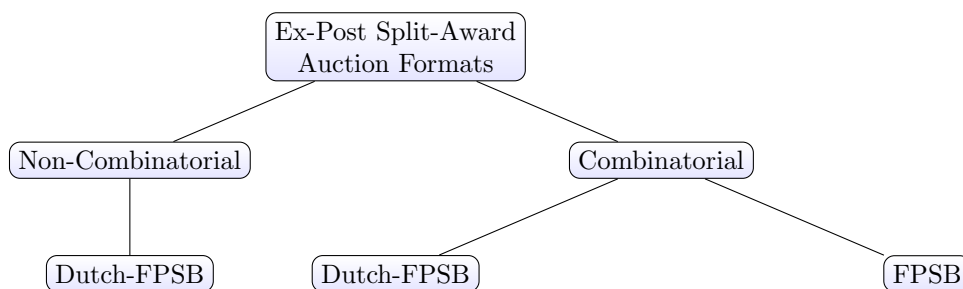 Ex-Post Split-Award
Auction Formats
Non-Combinatorial
Combinatorial
Dutch-FPSB
Dutch-FPSB
FPSB